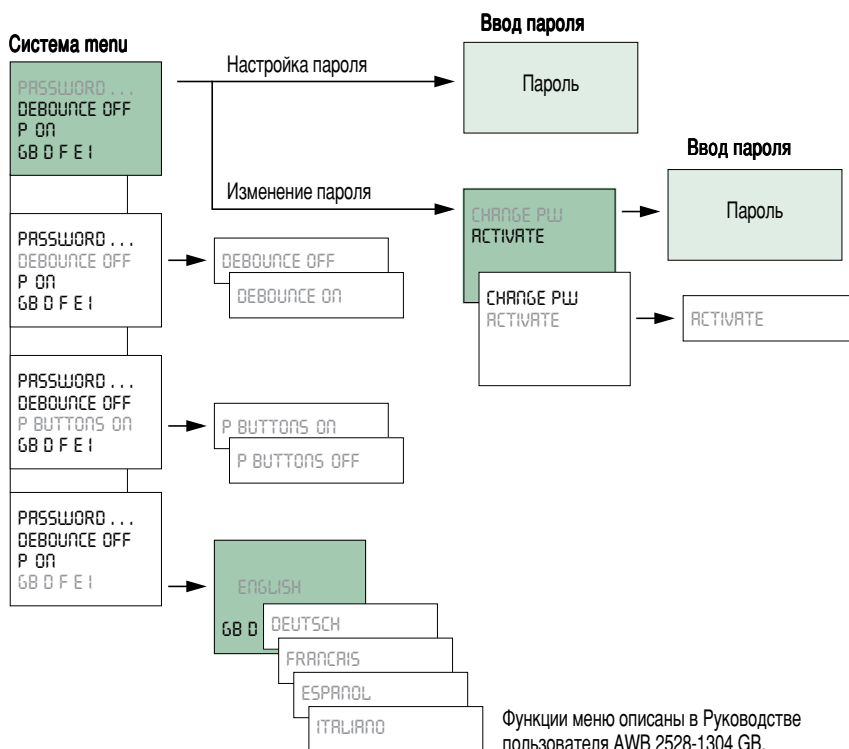 Система menu
PASSWORD...
DEBOUNCE OFF
P ON
GB D F E I
Настройка пароля
Ввод пароля
Пароль
Изменение пароля
CHANGE PW
ACTIVATE
Ввод пароля
Пароль
CHANGE PW
ACTIVATE
ACTIVATE
PASSWORD...
DEBOUNCE OFF
P ON
GB D F E I
DEBOUNCE OFF
DEBOUNCE ON
PASSWORD...
DEBOUNCE OFF
P BUTTONS ON
GB D F E I
P BUTTONS ON
P BUTTONS OFF
PASSWORD...
DEBOUNCE OFF
P ON
GB D F E I
ENGLISH
GB D
DEUTSCH
FRANCAIS
ESPANOL
ITALIANO
Функции меню описаны в Руководстве
пользователя AWB 2528-1304 GB.